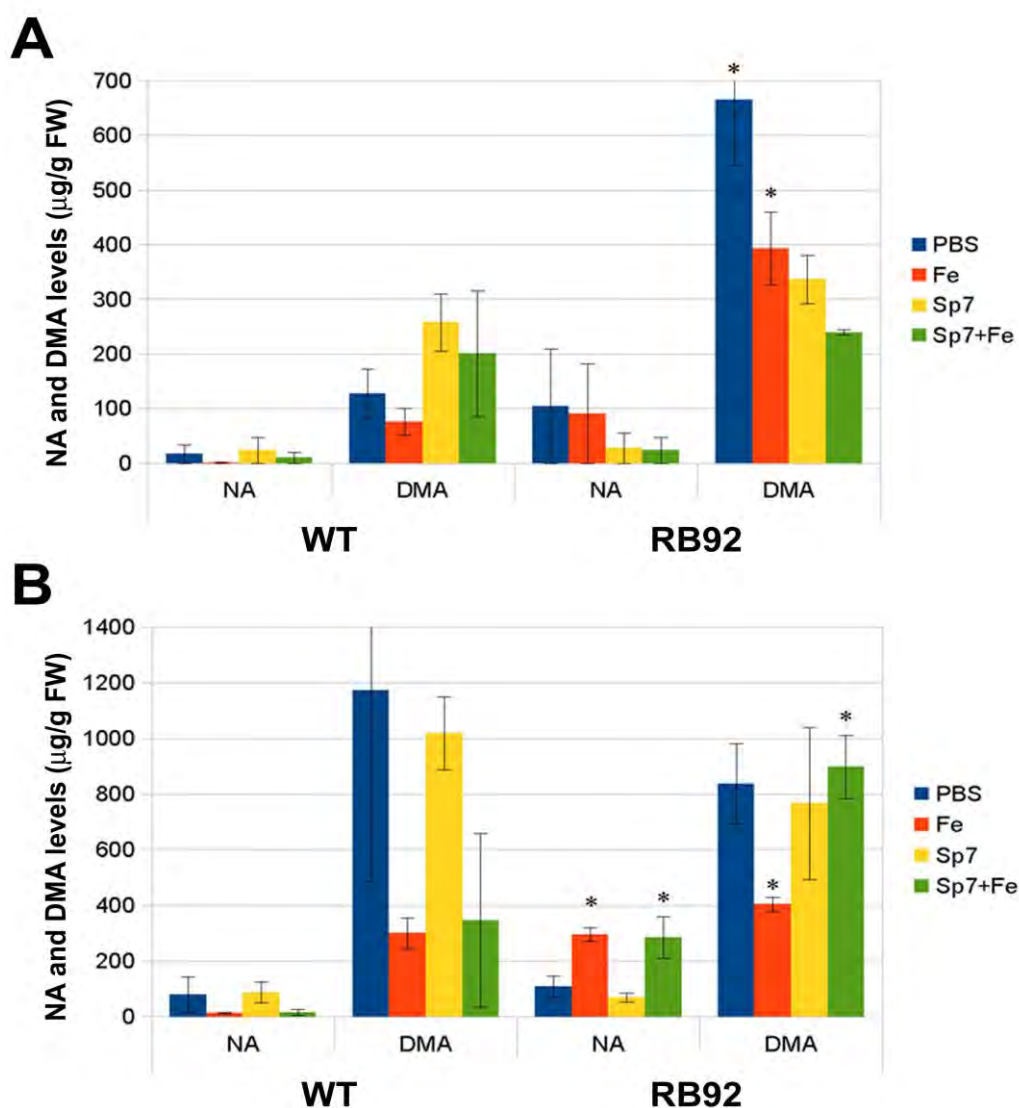 A
NA and DMA levels (µg/g FW)
700
600
500
400
300
200
100
0
* *
PBS
Fe
Sp7
Sp7+Fe
NA DMA NA DMA
WT RB92
B
NA and DMA levels (µg/g FW)
1400
1200
1000
800
600
400
200
0
* * * *
PBS
Fe
Sp7
Sp7+Fe
NA DMA NA DMA
WT RB92